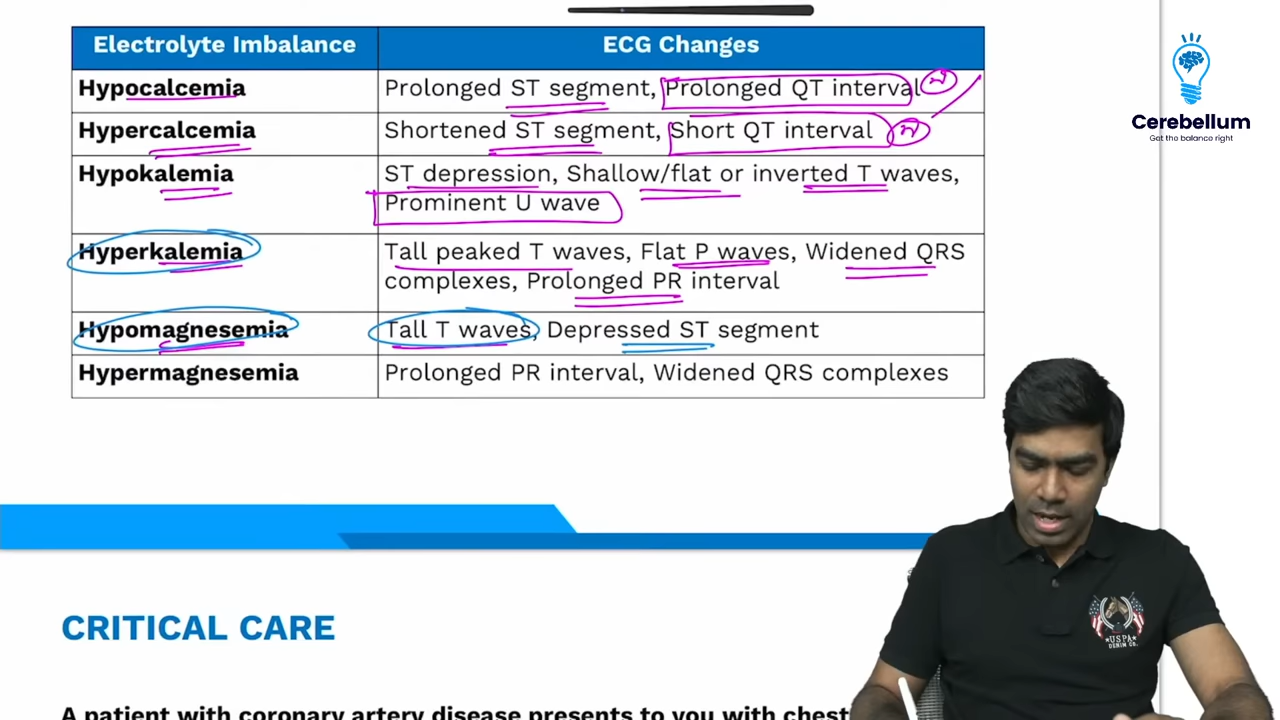 Electrolyte Imbalance ECG Changes
Hypocalcemia Prolonged ST segment, Prolonged QT interval
Hypercalcemia Shortened ST segment, Short QT interval
Hypokalemia ST depression, Shallow/flat or inverted T waves,
Prominent U wave
Hyperkalemia Tall peaked T waves, Flat P waves, Widened QRS
complexes, Prolonged PR interval
Hypomagnesemia Tall T waves, Depressed ST segment
Hypermagnesemia Prolonged PR interval, Widened QRS complexes
Cerebellum
Get the balance right
CRITICAL CARE
A patient with coronary artery disease presents to you with chest
USPA
DENIM CO.